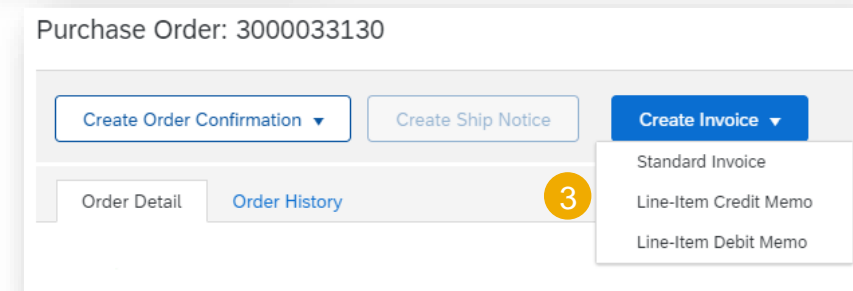 Purchase Order: 3000033130
Create Order Confirmation
Create Ship Notice
Create Invoice
Standard Invoice
Order Detail
Order History
3
Line-Item Credit Memo
Line-Item Debit Memo